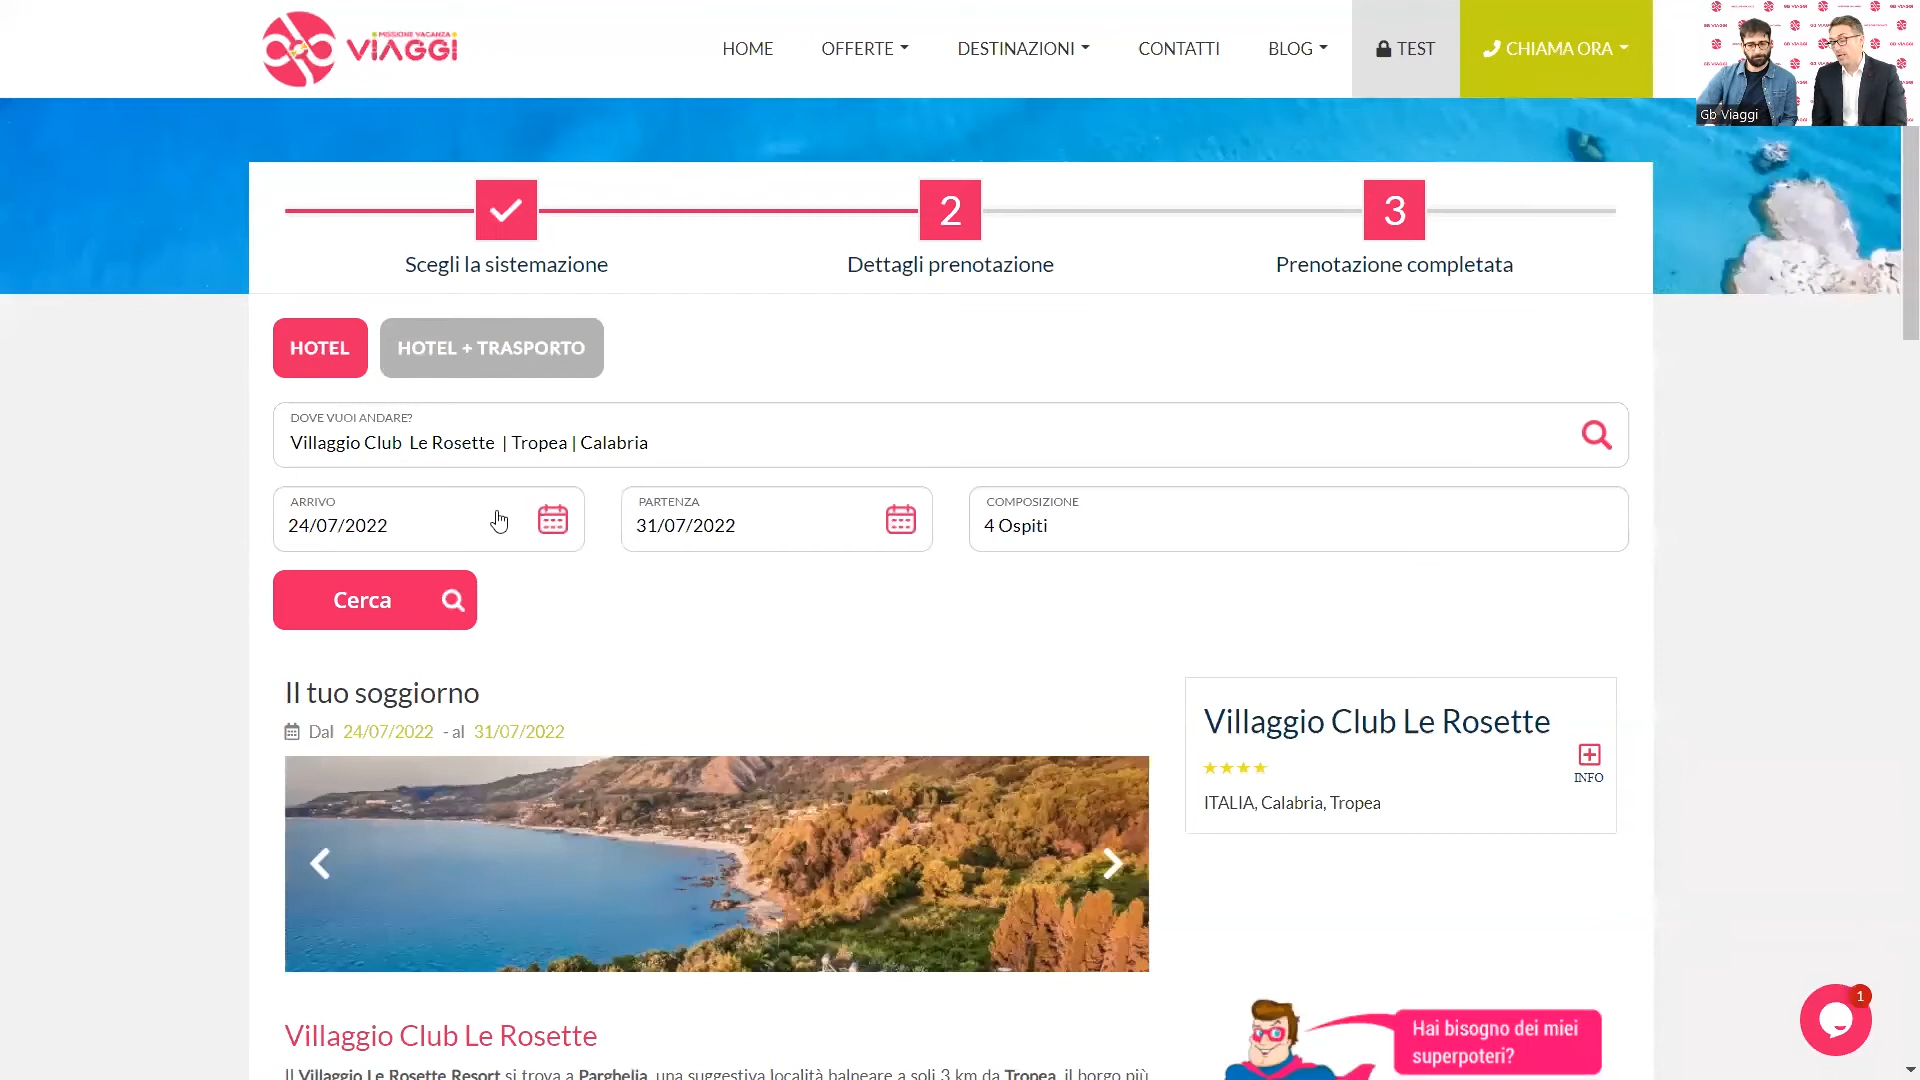 MISSIONE VACANZA
VIAGGI
HOME
OFFERTE
DESTINAZIONI
CONTATTI
BLOG
TEST
CHIAMA ORA
Gb Viaggi
2
3
Scegli la sistemazione
Dettagli prenotazione
Prenotazione completata
HOTEL
HOTEL + TRASPORTO
DOVE VUOI ANDARE?
Villaggio Club Le Rosette | Tropea | Calabria
ARRIVO
24/07/2022
PARTENZA
31/07/2022
COMPOSIZIONE
4 Ospiti
Cerca
Il tuo soggiorno
Dal 24/07/2022 - al 31/07/2022
Villaggio Club Le Rosette
INFO
ITALIA, Calabria, Tropea
Villaggio Club Le Rosette
Il Villaggio Le Rosette Resort si trova a Parghelia, una suggestiva località balneare a soli 3 km da Tropea, il borgo più
Hai bisogno dei miei
superpoteri?
1